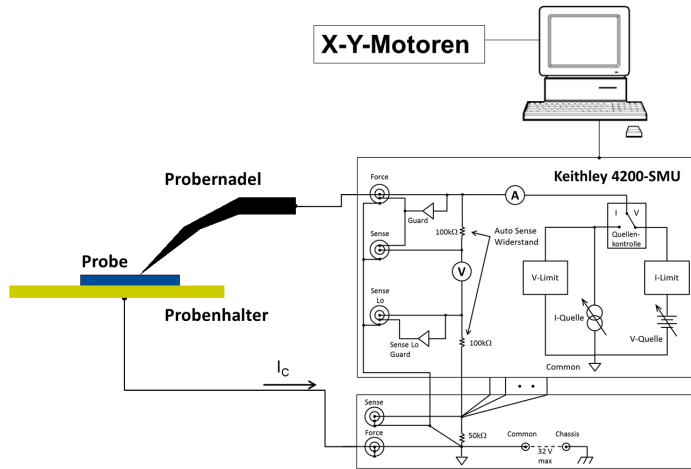 X-Y-Motoren
Keithley 4200-SMU
Probernadel
Force
A
I V
Guard
100kΩ
Auto Sense
Widerstand
Quellen-
kontrolle
Sense
Probe
V
V-Limit
I-Limit
Probenhalter
Sense
Lo
I-Quelle
V-Quelle
Sense Lo
Guard
100kΩ
Common
IC
Sense
Force
50kΩ
Common
Chassis
32 V
max